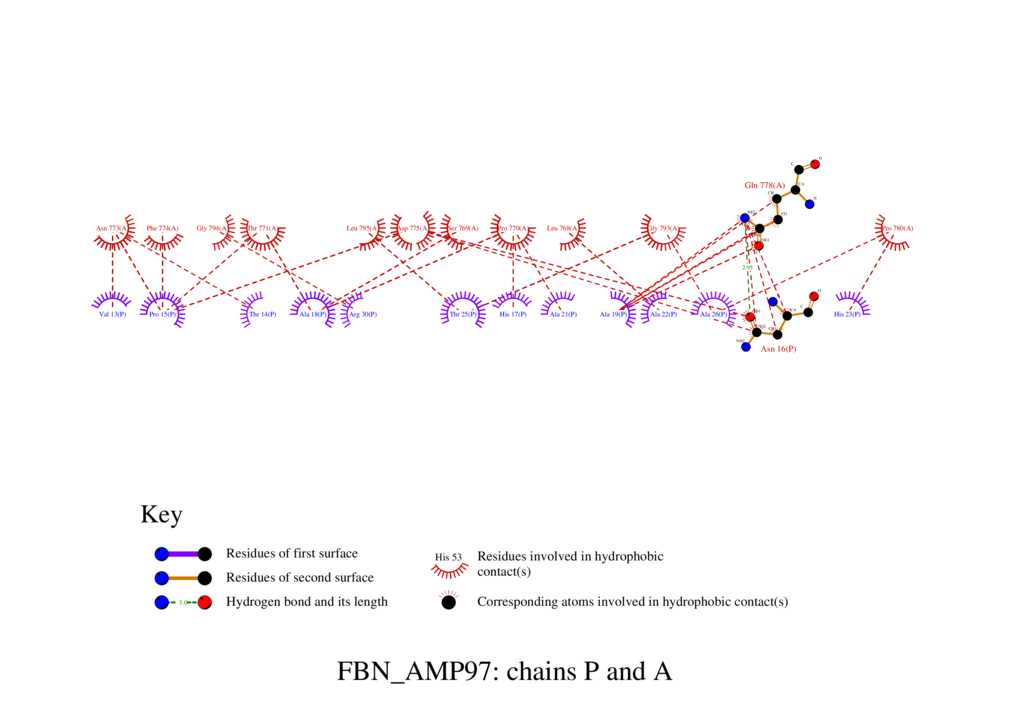 Gln 778(A)
Asn 773(A)
Phe 774(A)
Gly 794(A)
Thr 771(A)
Leu 795(A)
Asp 775(A)
Ser 769(A)
Pro 770(A)
Leu 768(A)
Gly 793(A)
Pro 780(A)
2.95
Val 13(P)
Pro 15(P)
Thr 14(P)
Ala 18(P)
Arg 30(P)
Thr 25(P)
His 17(P)
Ala 21(P)
Ala 19(P)
Ala 22(P)
Ala 26(P)
His 23(P)
Asn 16(P)
Key
Residues of first surface
Residues of second surface
3.0
Hydrogen bond and its length
His 53
Residues involved in hydrophobic
contact(s)
Corresponding atoms involved in hydrophobic contact(s)
FBN_AMP97: chains P and A